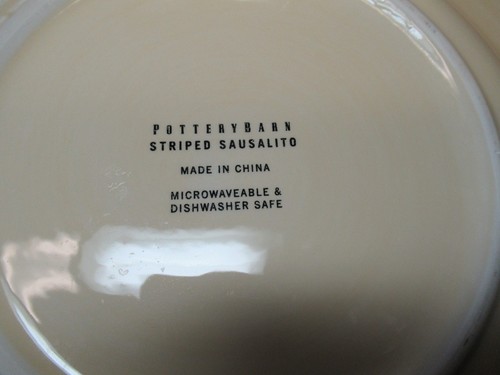 POTTERYBARN
STRIPED SAUSALITO
MADE IN CHINA
MICROWAVEABLE &
DISHWASHER SAFE